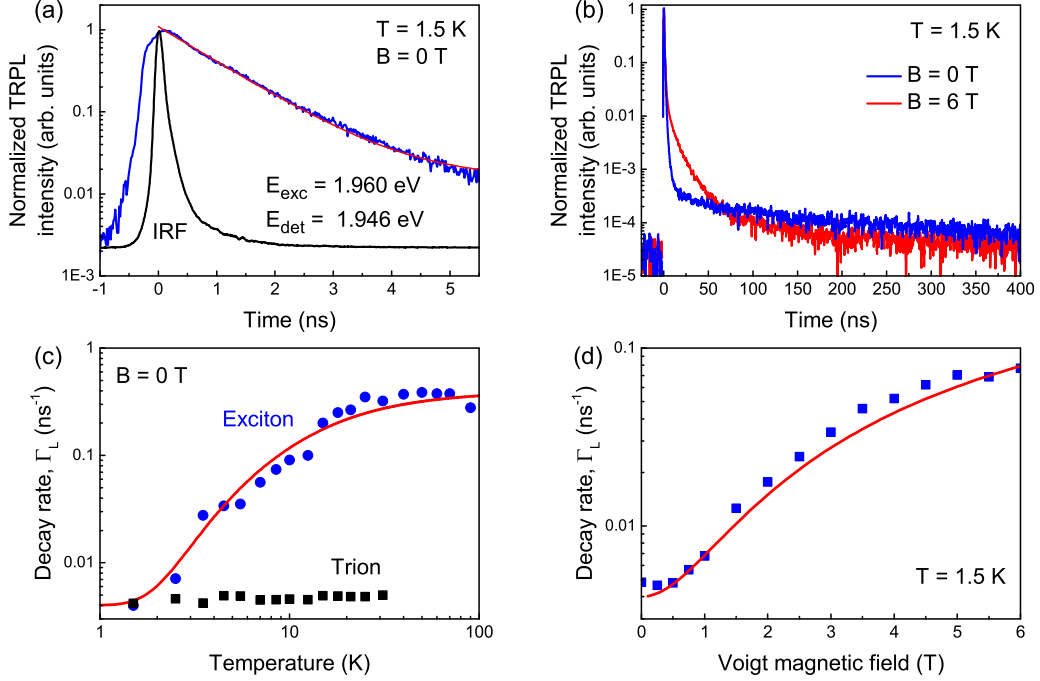 (a)
T = 1.5 K
B = 0 T
Normalized TRPL
intensity (arb. units)
1
0.1
0.01
1E-3
IRF
E_exc = 1.960 eV
E_det = 1.946 eV
-1 0 1 2 3 4 5
Time (ns)
(b)
T = 1.5 K
B = 0 T
B = 6 T
Normalized TRPL
intensity (arb. units)
1
0.1
0.01
1E-3
1E-4
1E-5
0 50 100 150 200 250 300 350 400
Time (ns)
(c)
B = 0 T
Exciton
Trion
Decay rate, Γ_L (ns⁻¹)
1
0.1
0.01
1 10 100
Temperature (K)
(d)
T = 1.5 K
Decay rate, Γ_L (ns⁻¹)
0.1
0.01
0 1 2 3 4 5 6
Voigt magnetic field (T)